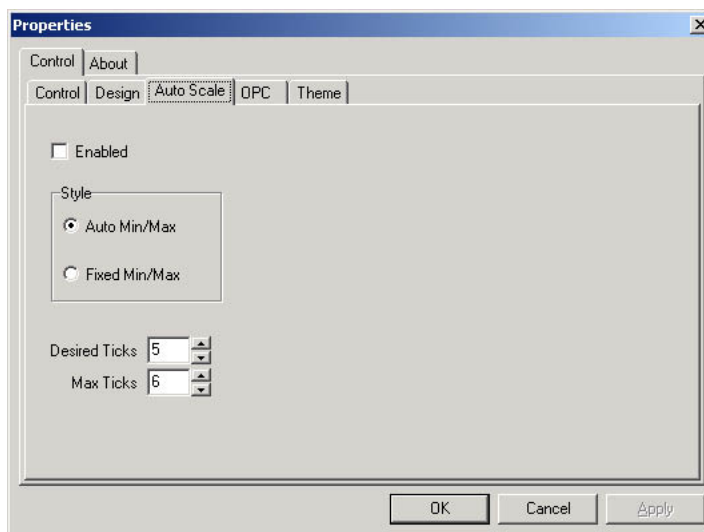 Properties
Control About
Control Design Auto Scale OPC Theme
Enabled
Style
Auto Min/Max
Fixed Min/Max
Desired Ticks 5
Max Ticks 6
OK Cancel Apply